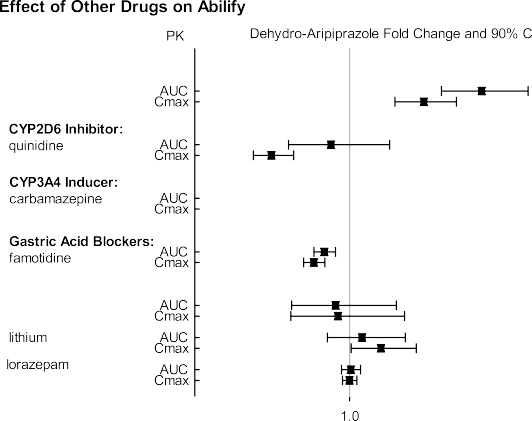 Effect of Other Drugs on Abilify
PK
Dehydro-Aripiprazole Fold Change and 90% C
AUC
Cmax
CYP2D6 Inhibitor:
quinidine
AUC
Cmax
CYP3A4 Inducer:
carbamazepine
AUC
Cmax
Gastric Acid Blockers:
famotidine
AUC
Cmax
AUC
Cmax
lithium
AUC
Cmax
lorazepam
AUC
Cmax
1.0